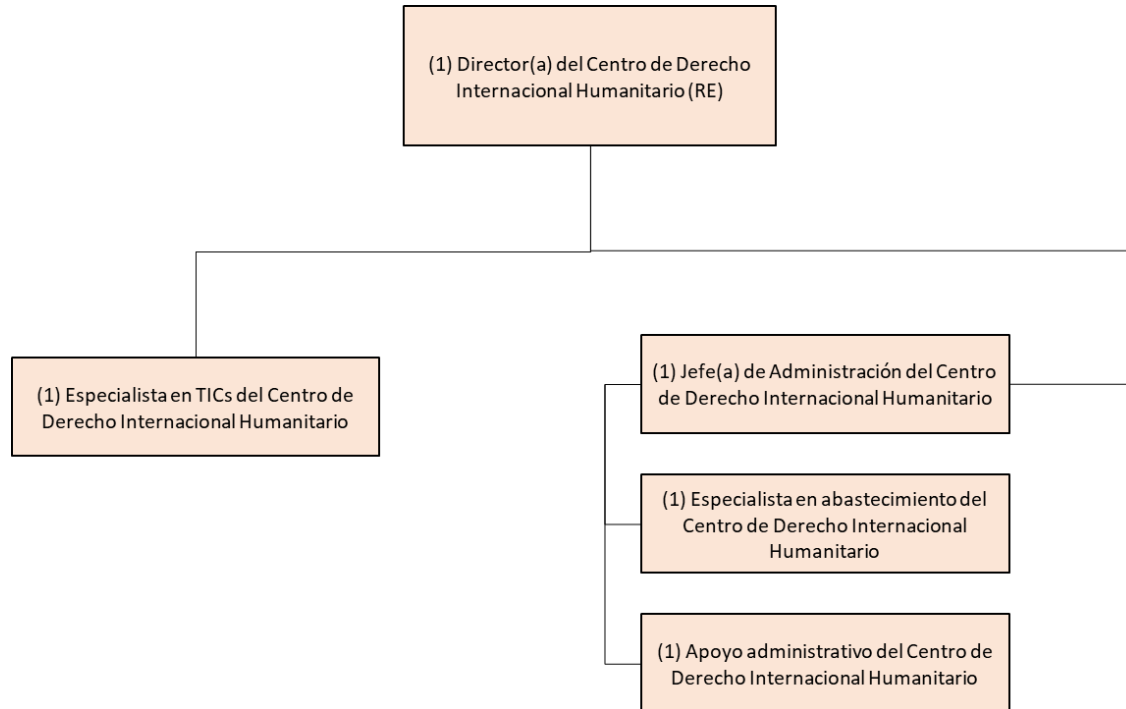 (1) Director(a) del Centro de Derecho
Internacional Humanitario (RE)
(1) Especialista en TICs del Centro de
Derecho Internacional Humanitario
(1) Jefe(a) de Administración del Centro
de Derecho Internacional Humanitario
(1) Especialista en abastecimiento del
Centro de Derecho Internacional
Humanitario
(1) Apoyo administrativo del Centro de
Derecho Internacional Humanitario